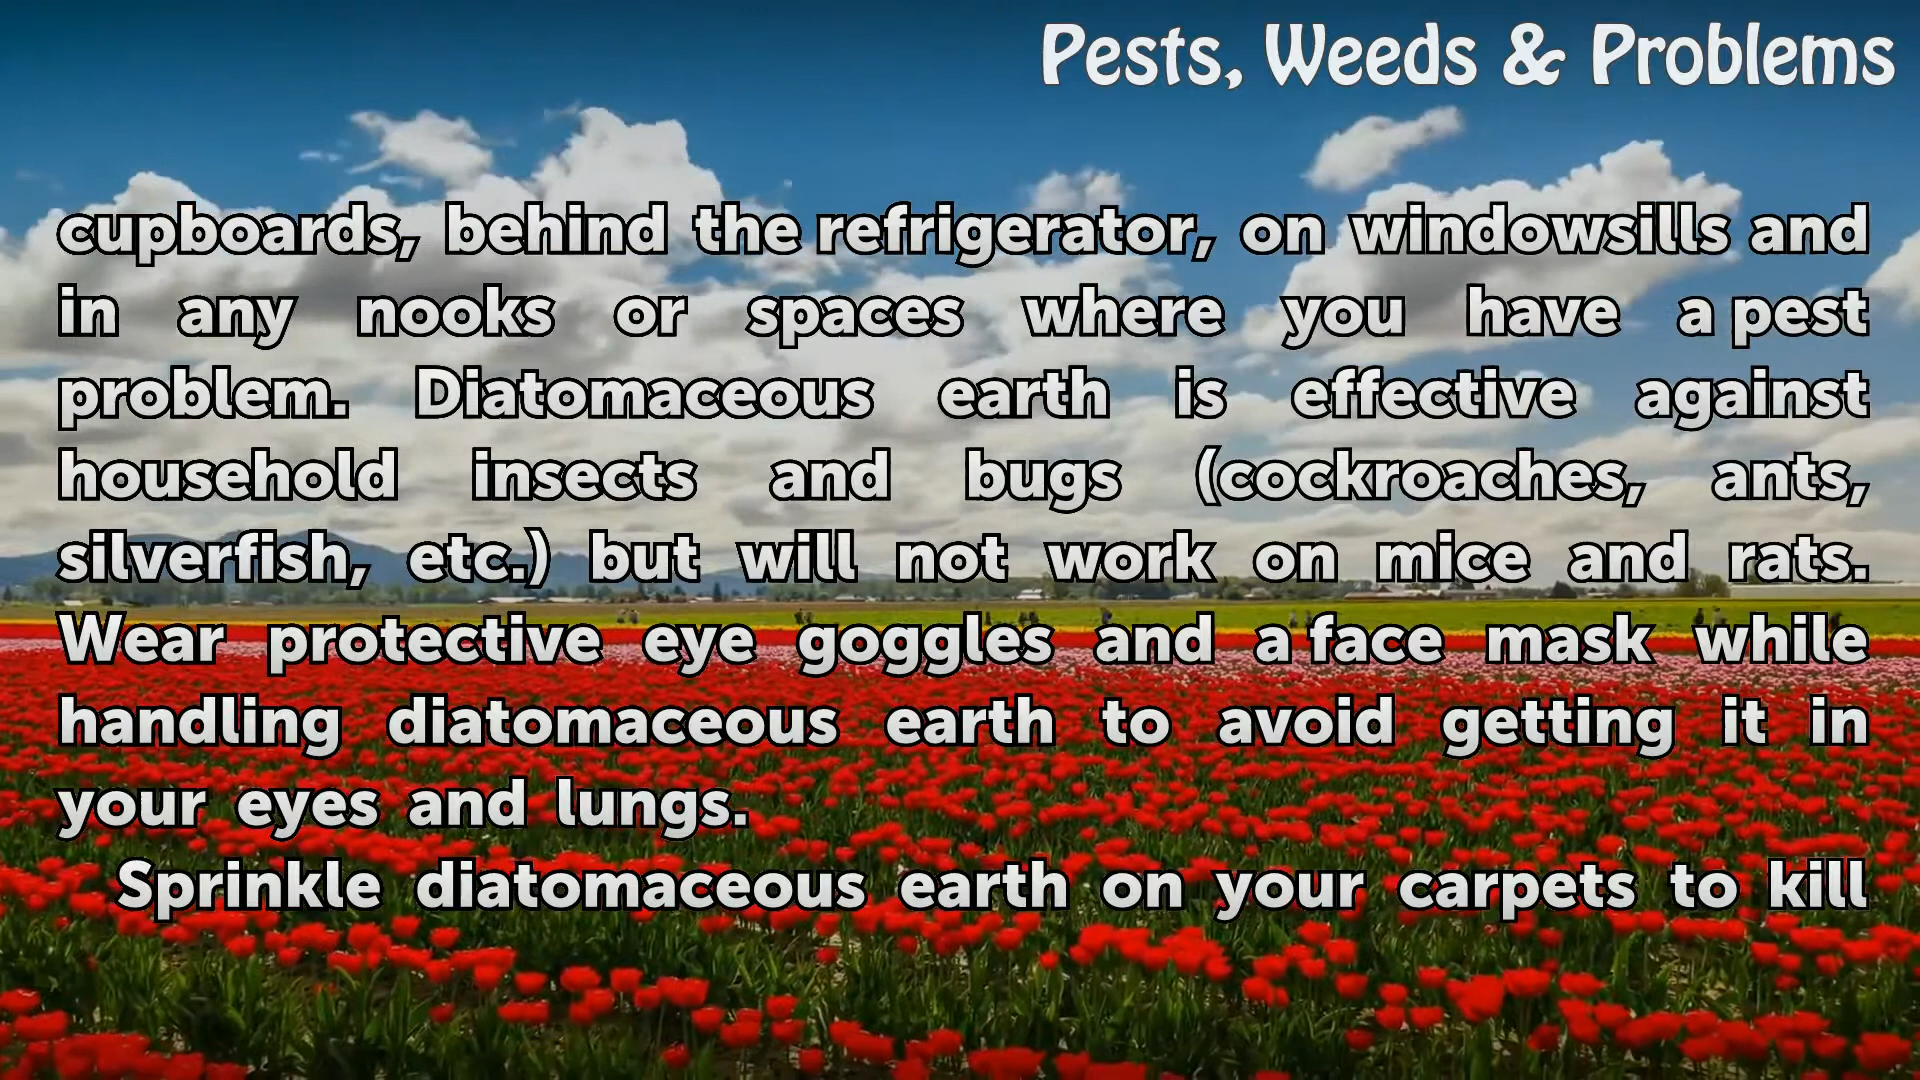 Pests, Weeds & Problems
cupboards, behind the refrigerator, on windowsills and
in any nooks or spaces where you have a pest
problem. Diatomaceous earth is effective against
household insects and bugs (cockroaches, ants,
silverfish, etc.) but will not work on mice and rats.
Wear protective eye goggles and a face mask while
handling diatomaceous earth to avoid getting it in
your eyes and lungs.
Sprinkle diatomaceous earth on your carpets to kill